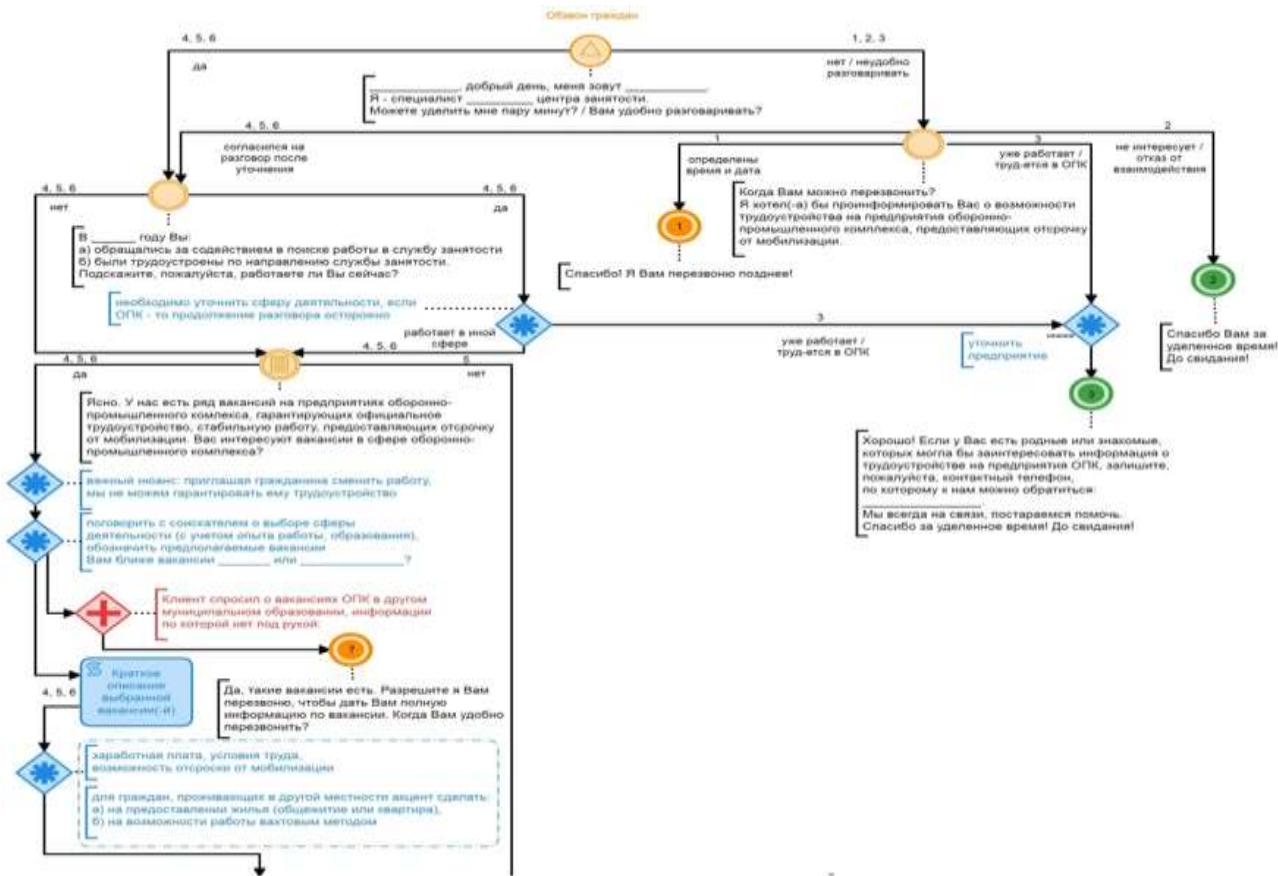 Обзвон граждан
4, 5, 6
1, 2, 3
да
нет / неудобно
разговаривать
____________, добрый день, меня зовут ____________.
Я - специалист _________ центра занятости.
Можете уделить мне пару минут? / Вам удобно разговаривать?
4, 5, 6
1
3
2
согласился на
разговор после
уточнения
определены
время и дата
уже работает /
труд-ется в ОПК
не интересует /
отказ от
взаимодействия
4, 5, 6
нет
4, 5, 6
да
Когда Вам можно перезвонить?
Я хотел(-а) бы проинформировать Вас о возможности
трудоустройства на предприятия оборонно-
промышленного комплекса, предоставляющих отсрочку
от мобилизации.
1
Спасибо! Я Вам перезвоню позднее!
В ______ году Вы:
а) обращались за содействием в поиске работы в службу занятости
б) были трудоустроены по направлению службы занятости.
Подскажите, пожалуйста, работаете ли Вы сейчас?
2
Спасибо Вам за
уделенное время!
До свидания!
необходимо уточнить сферу деятельности, если
ОПК - то продолжение разговора осторожно
работает в иной
сфере
4, 5, 6
3
уже работает /
труд-ется в ОПК
уточнить
предприятие
4, 5, 6
да
5
нет
3
Ясно. У нас есть ряд вакансий на предприятиях оборонно-
промышленного комплекса, гарантирующих официальное
трудоустройство, стабильную работу, предоставляющих отсрочку
от мобилизации. Вас интересуют вакансии в сфере оборонно-
промышленного комплекса?
Хорошо! Если у Вас есть родные или знакомые,
которых могла бы заинтересовать информация о
трудоустройстве на предприятия ОПК, запишите,
пожалуйста, контактный телефон,
по которому к нам можно обратиться:
___________________.
Мы всегда на связи, постараемся помочь.
Спасибо за уделенное время! До свидания!
важный нюанс: приглашая гражданина сменить работу,
мы не можем гарантировать ему трудоустройство
поговорить с соискателем о выборе сферы
деятельности (с учетом опыта работы, образования),
обозначить предполагаемые вакансии
Вам ближе вакансии _______ или ______________?
Клиент спросил о вакансиях ОПК в другом
муниципальном образовании, информации
по которой нет под рукой:
?
Да, такие вакансии есть. Разрешите я Вам
перезвоню, чтобы дать Вам полную
информацию по вакансии. Когда Вам удобно
перезвонить?
Краткое
описание
выбранной
вакансии(-й)
4, 5, 6
заработная плата, условия труда,
возможность отсроски от мобилизации
для граждан, проживающих в другой местности акцент сделать:
а) на предоставлении жилья (общежитие или квартира),
б) на возможности работы вахтовым методом